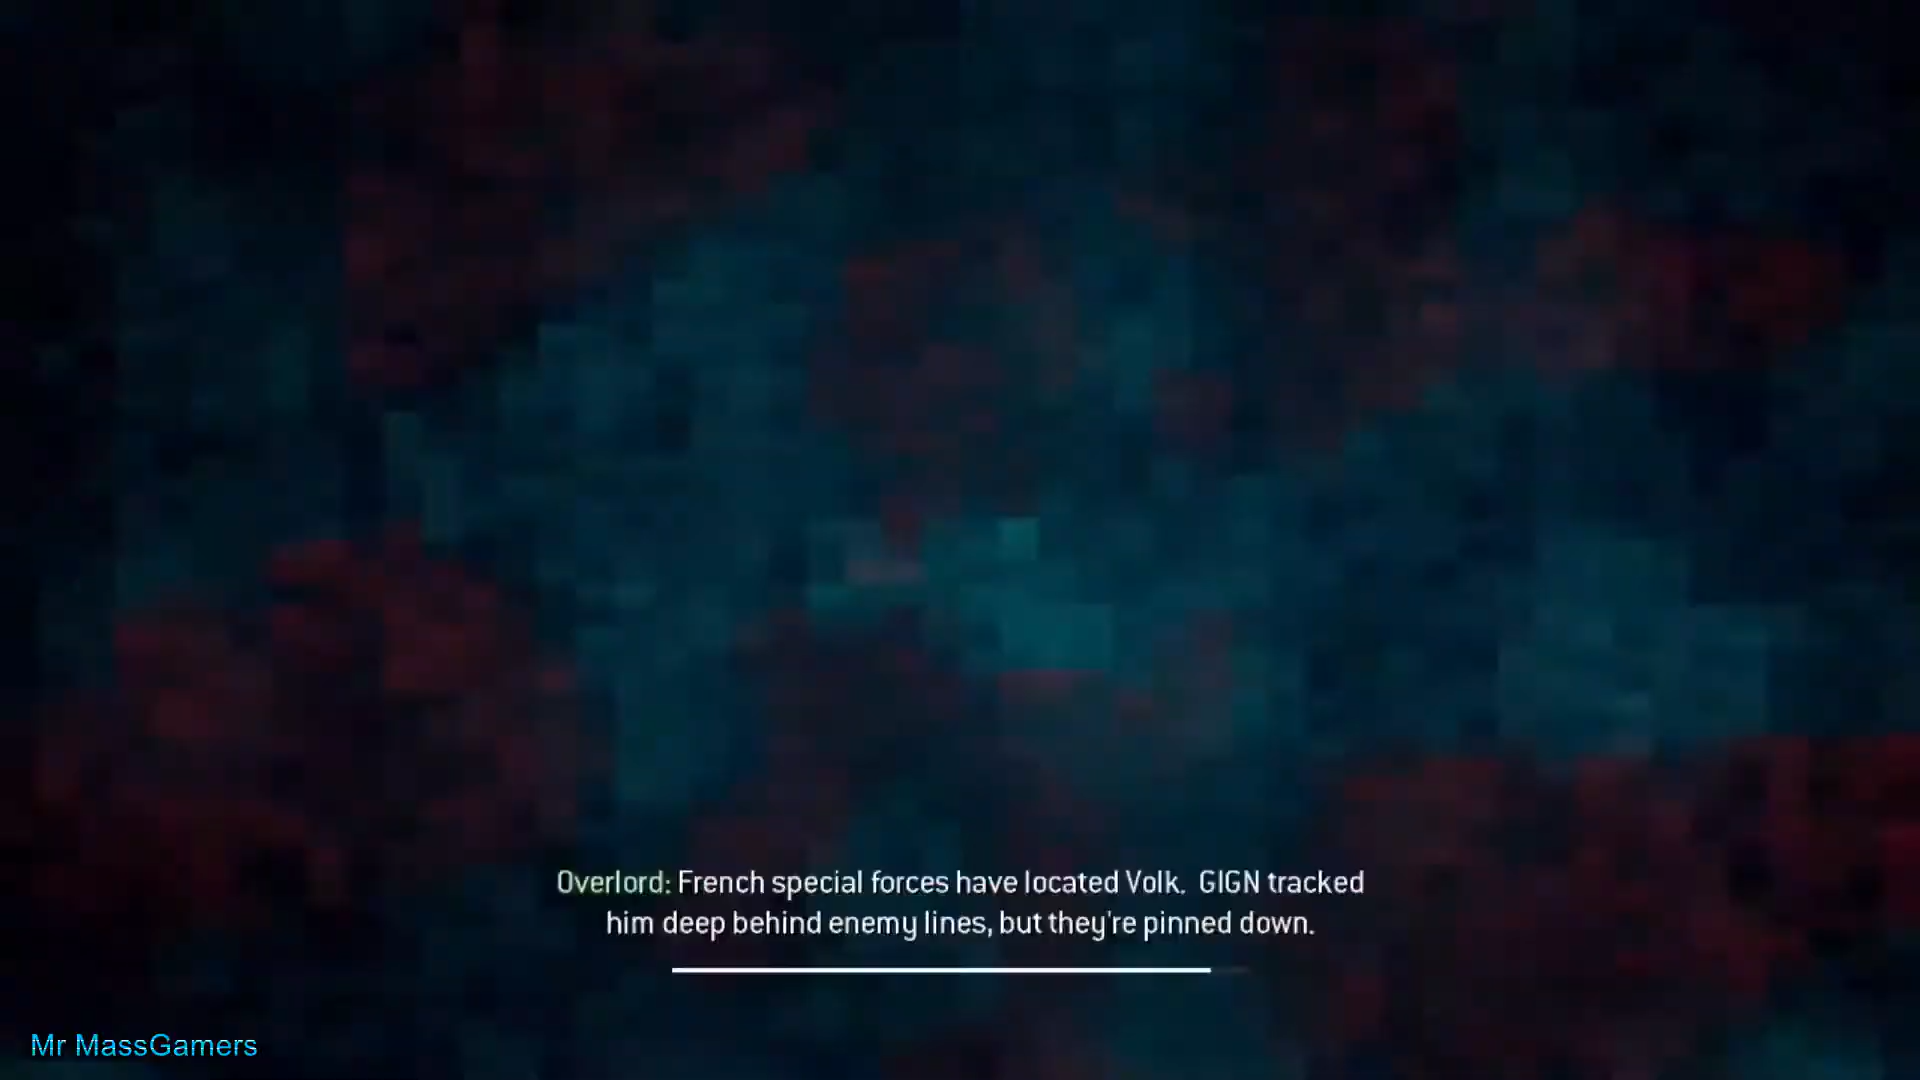 Overlord: French special forces have located Volk.  GIGN tracked
him deep behind enemy lines, but they're pinned down.
Mr MassGamers